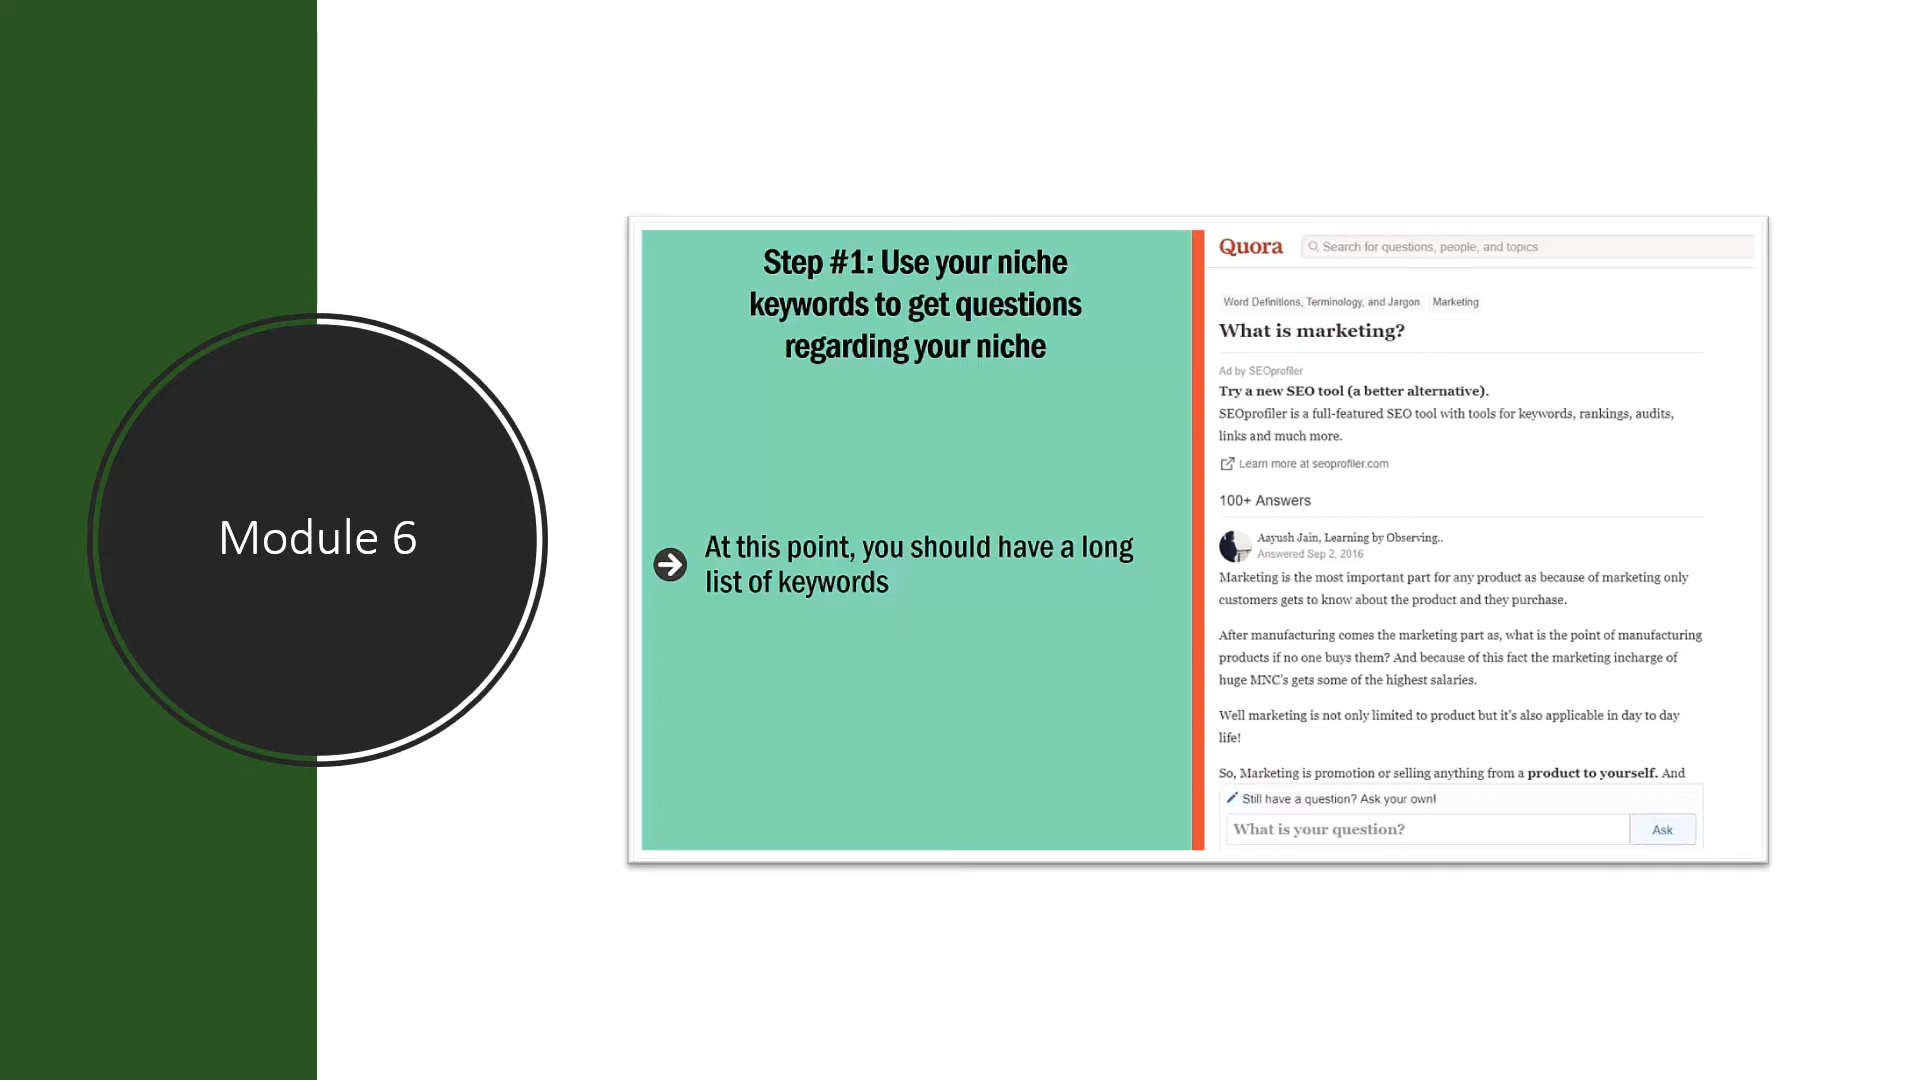 Module 6
Step #1: Use your niche
keywords to get questions
regarding your niche
At this point, you should have a long
list of keywords
Quora
Search for questions, people, and topics
Word Definitions, Terminology, and Jargon Marketing
What is marketing?
Ad by SEOprofiler
Try a new SEO tool (a better alternative).
SEOprofiler is a full-featured SEO tool with tools for keywords, rankings, audits,
links and much more.
Learn more at seoprofiler.com
100+ Answers
Aayush Jain, Learning by Observing..
Answered Sep 2, 2016
Marketing is the most important part for any product as because of marketing only
customers gets to know about the product and they purchase.
After manufacturing comes the marketing part as, what is the point of manufacturing
products if no one buys them? And because of this fact the marketing incharge of
huge MNC's gets some of the highest salaries.
Well marketing is not only limited to product but it's also applicable in day to day
life!
So, Marketing is promotion or selling anything from a product to yourself. And
Still have a question? Ask your own!
What is your question?
Ask